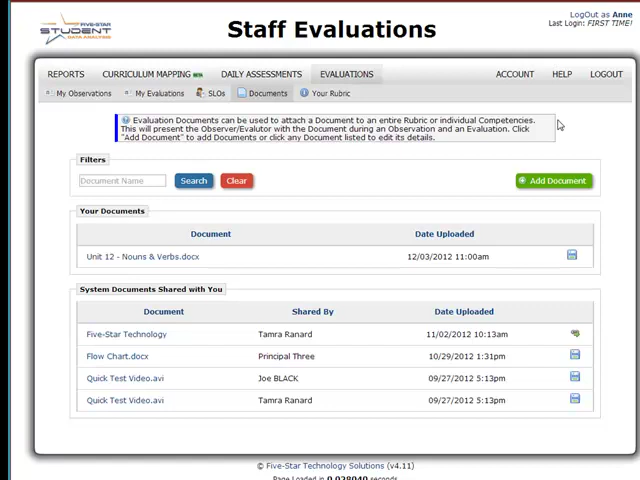 FIVE-STAR
STUDENT
DATA ANALYSIS
Staff Evaluations
LogOut as Anne
Last Login: FIRST TIME!
REPORTS CURRICULUM MAPPING BETA DAILY ASSESSMENTS EVALUATIONS ACCOUNT HELP LOGOUT
My Observations My Evaluations SLOs Documents Your Rubric
Evaluation Documents can be used to attach a Document to an entire Rubric or individual Competencies.
This will present the Observer/Evalutor with the Document during an Observation and an Evaluation. Click
"Add Document" to add Documents or click any Document listed to edit its details.
Filters
Document Name Search Clear Add Document
Your Documents
Document Date Uploaded
Unit 12 - Nouns & Verbs.docx 12/03/2012 11:00am
System Documents Shared with You
Document Shared By Date Uploaded
Five-Star Technology Tamra Ranard 11/02/2012 10:13am
Flow Chart.docx Principal Three 10/29/2012 1:31pm
Quick Test Video.avi Joe BLACK 09/27/2012 5:13pm
Quick Test Video.avi Tamra Ranard 09/27/2012 5:13pm
© Five-Star Technology Solutions (v4.11)
Page Loaded in 0.028040 seconds